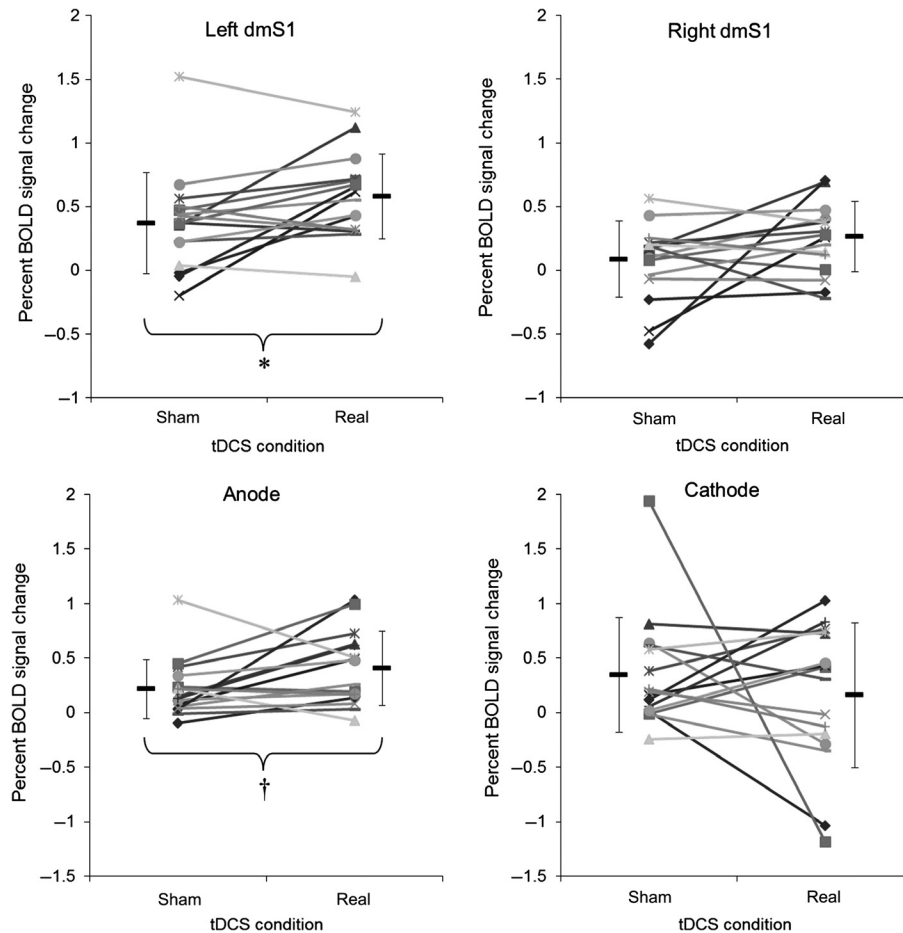 Left dmS1
Percent BOLD signal change
2
1.5
1
0.5
0
–0.5
–1
*
Sham Real
tDCS condition
Right dmS1
Percent BOLD signal change
2
1.5
1
0.5
0
–0.5
–1
Sham Real
tDCS condition
Anode
Percent BOLD signal change
2
1.5
1
0.5
0
–0.5
–1
–1.5
†
Sham Real
tDCS condition
Cathode
Percent BOLD signal change
2
1.5
1
0.5
0
–0.5
–1
–1.5
Sham Real
tDCS condition